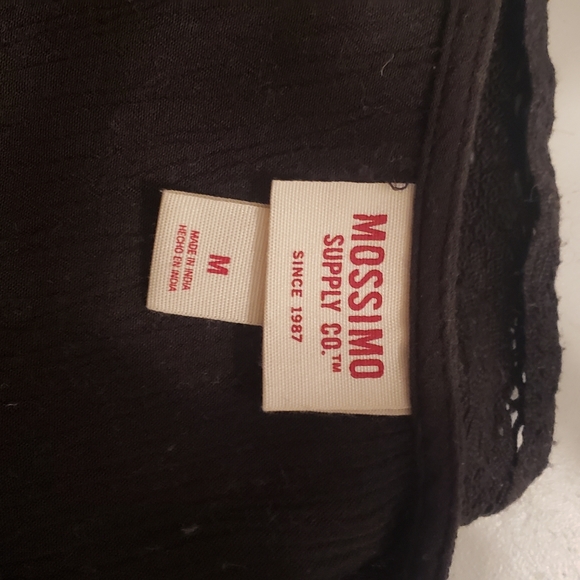 MOSSIMO
SUPPLY CO.™
SINCE 1987
M
MADE IN INDIA
HECHO EN INDIA